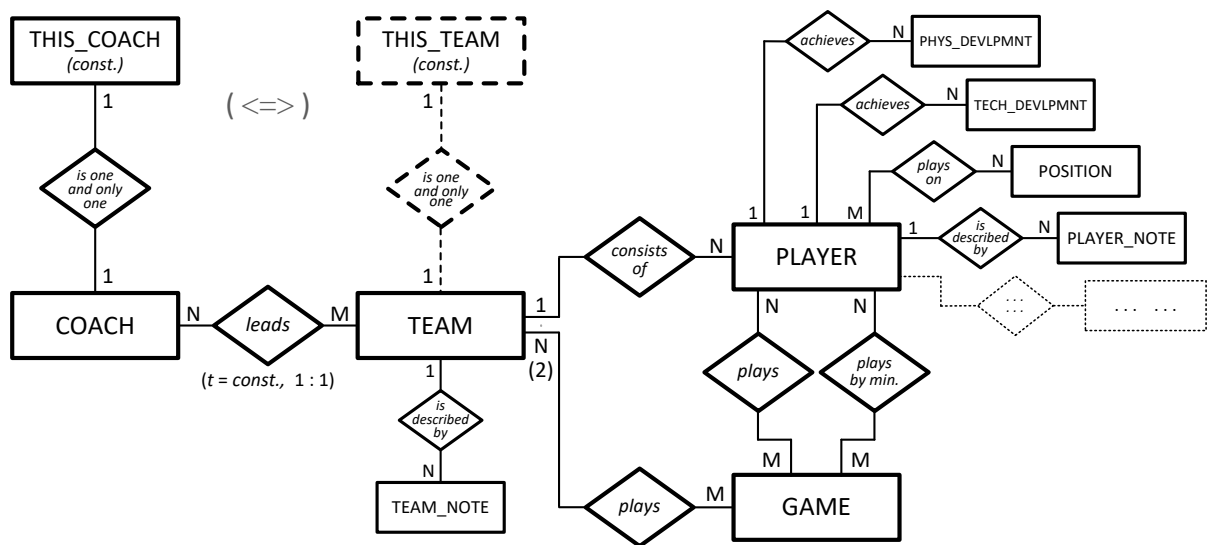 THIS_COACH
(const.)
1
is one
and only
one
1
COACH
( <=> )
THIS_TEAM
(const.)
1
is one
and only
one
1
N
leads
M
(t = const., 1 : 1)
TEAM
1
is
described
by
N
TEAM_NOTE
1
N
(2)
consists
of
N
plays
M
PLAYER
1
achieves
N
PHYS_DEVLPMNT
1
achieves
N
TECH_DEVLPMNT
M
plays
on
N
POSITION
1
is
described
by
N
PLAYER_NOTE
...
...
... ...
N
plays
M
N
plays
by min.
M
GAME